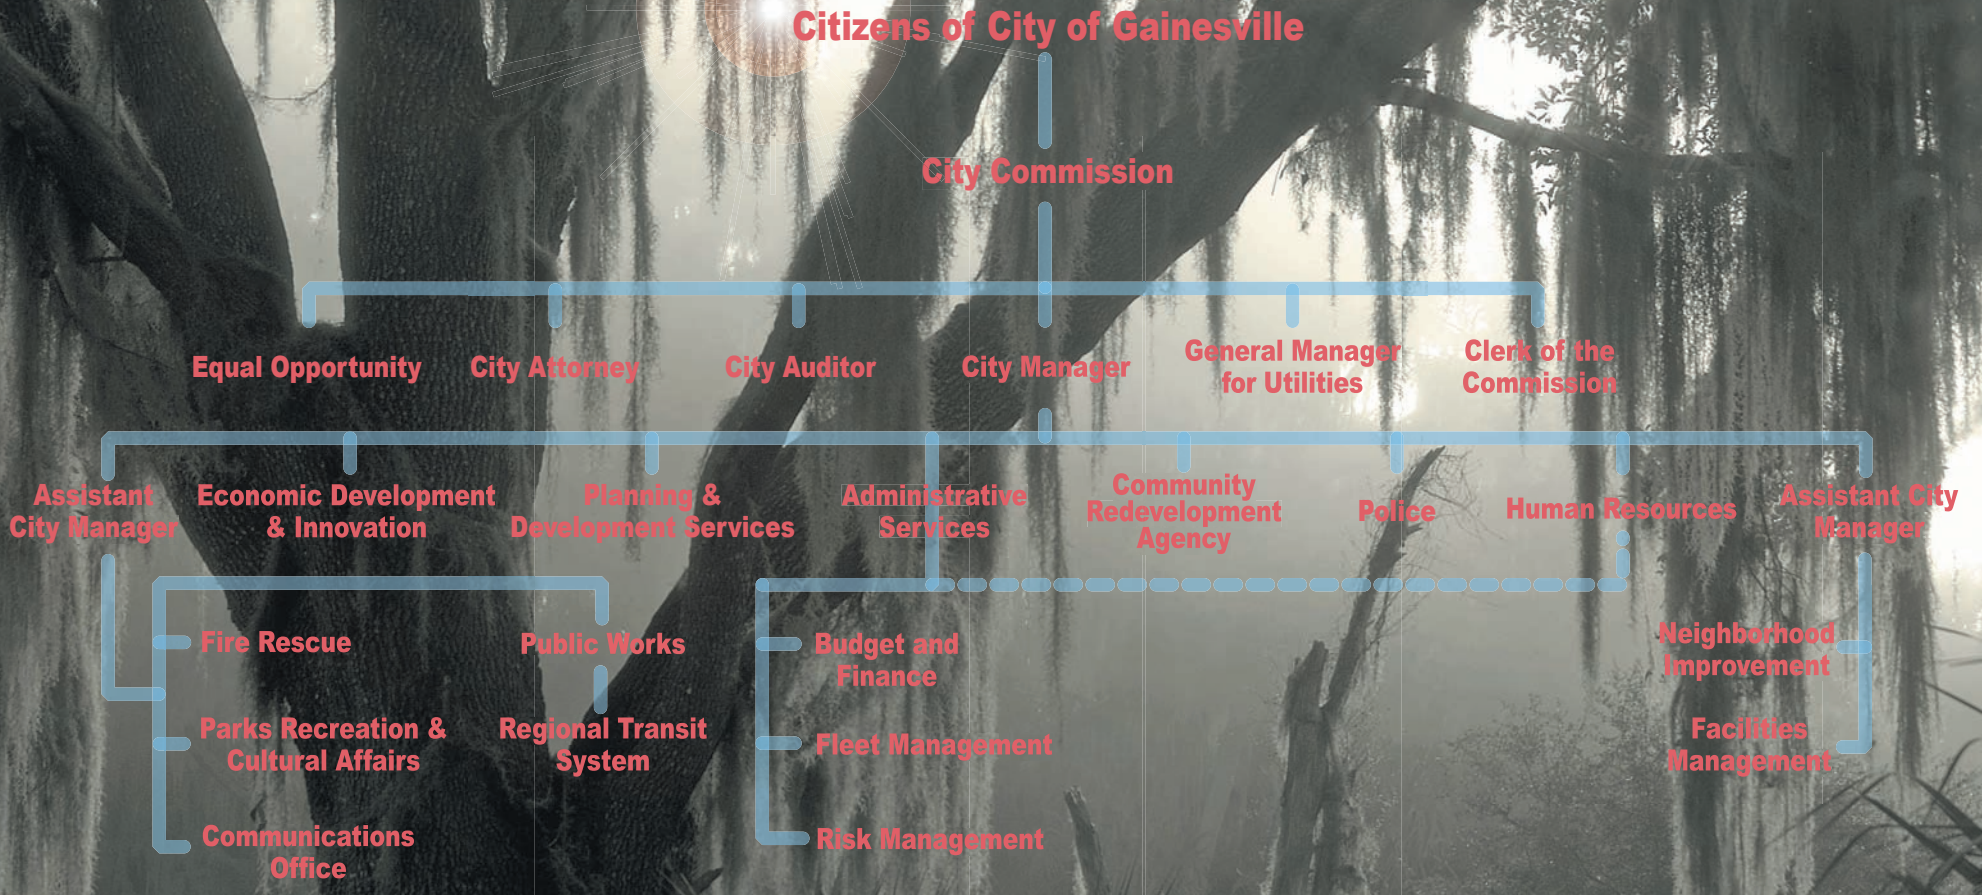 Citizens of City of Gainesville
City Commission
Equal Opportunity
City Attorney
City Auditor
City Manager
General Manager
for Utilities
Clerk of the
Commission
Assistant
City Manager
Economic Development
& Innovation
Planning &
Development Services
Administrative
Services
Community
Redevelopment
Agency
Police
Human Resources
Assistant City
Manager
Fire Rescue
Public Works
Budget and
Finance
Neighborhood
Improvement
Parks Recreation &
Cultural Affairs
Regional Transit
System
Fleet Management
Facilities
Management
Communications
Office
Risk Management